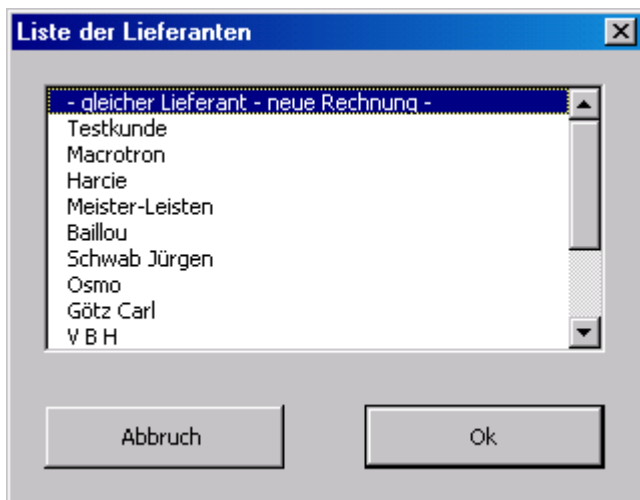 Liste der Lieferanten
- gleicher Lieferant - neue Rechnung -
Testkunde
Macrotron
Harcie
Meister-Leisten
Baillou
Schwab Jürgen
Osmo
Götz Carl
V B H
Abbruch
Ok